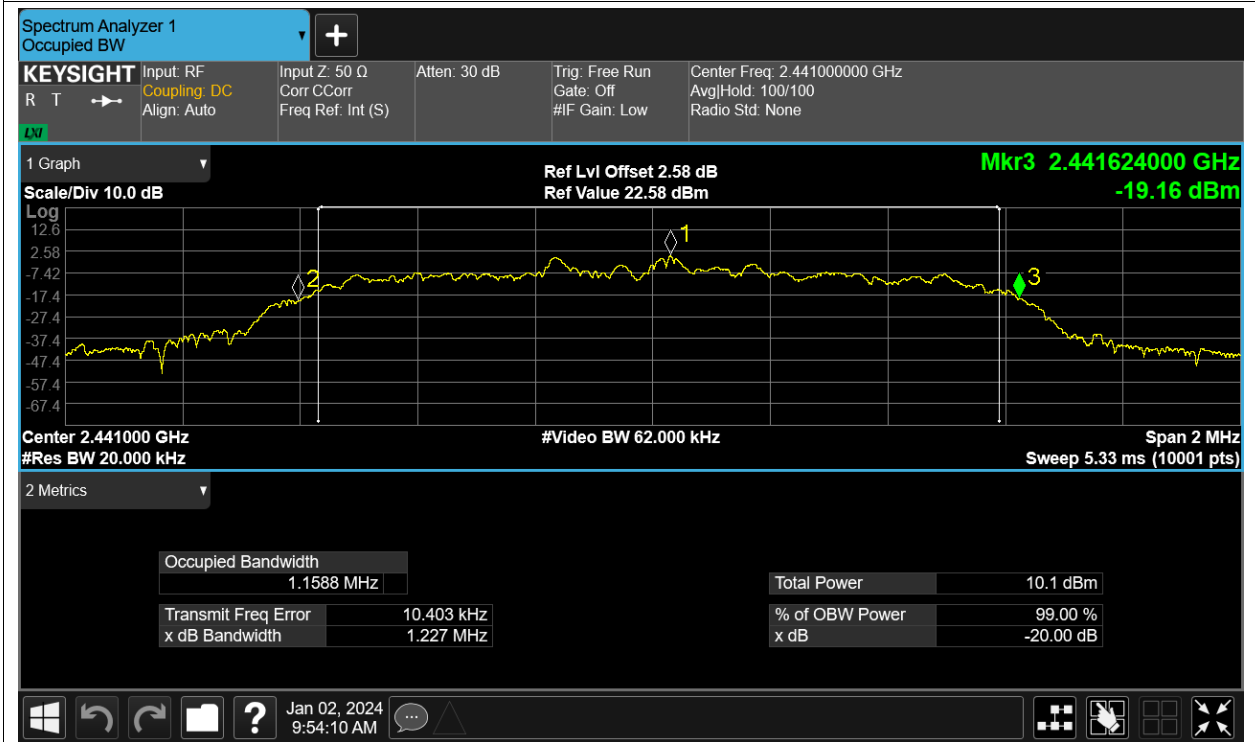 Spectrum Analyzer 1
Occupied BW
KEYSIGHT
R T
LXI
Input: RF
Coupling: DC
Align: Auto
Input Z: 50 Ω
Corr CCorr
Freq Ref: Int (S)
Atten: 30 dB
Trig: Free Run
Gate: Off
#IF Gain: Low
Center Freq: 2.441000000 GHz
Avg|Hold: 100/100
Radio Std: None
1 Graph
Scale/Div 10.0 dB
Ref Lvl Offset 2.58 dB
Ref Value 22.58 dBm
Mkr3 2.441624000 GHz
-19.16 dBm
Log
12.6
2.58
-7.42
-17.4
-27.4
-37.4
-47.4
-57.4
-67.4
1
2
3
Center 2.441000 GHz
#Video BW 62.000 kHz
Span 2 MHz
#Res BW 20.000 kHz
Sweep 5.33 ms (10001 pts)
2 Metrics
Occupied Bandwidth
1.1588 MHz
Total Power 10.1 dBm
Transmit Freq Error 10.403 kHz
% of OBW Power 99.00 %
x dB Bandwidth 1.227 MHz
x dB -20.00 dB
?
Jan 02, 2024
9:54:10 AM